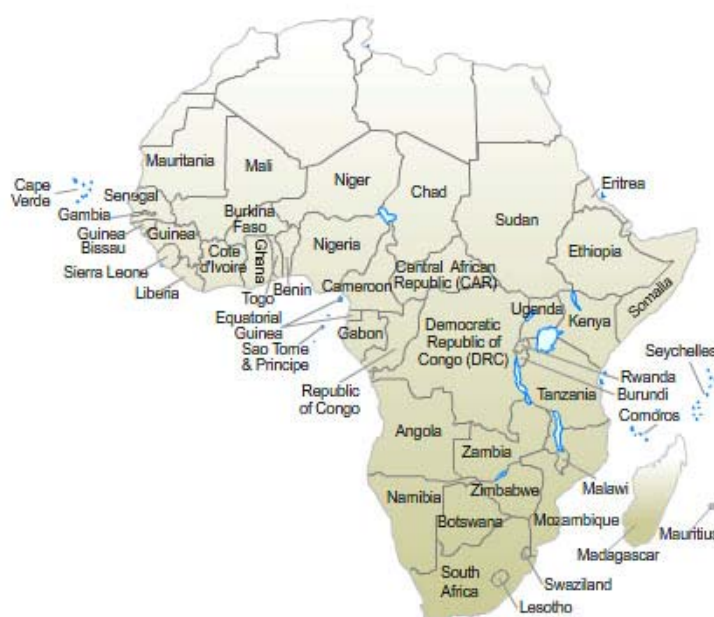 Mauritania
Mali
Niger
Chad
Sudan
Eritrea
Cape
Verde
Senegal
Gambia
Guinea
Bissau
Guinea
Burkina
Faso
Sierra Leone
Cote
d'Ivoire
Liberia
Ghana
Togo
Benin
Nigeria
Cameroon
Central African
Republic (CAR)
Ethiopia
Somalia
Equatorial
Guinea
Sao Tome
& Principe
Gabon
Republic
of Congo
Democratic
Republic of
Congo (DRC)
Uganda
Kenya
Rwanda
Burundi
Tanzania
Seychelles
Comoros
Angola
Zambia
Malawi
Zimbabwe
Mozambique
Namibia
Botswana
Madagascar
Mauritius
South
Africa
Swaziland
Lesotho